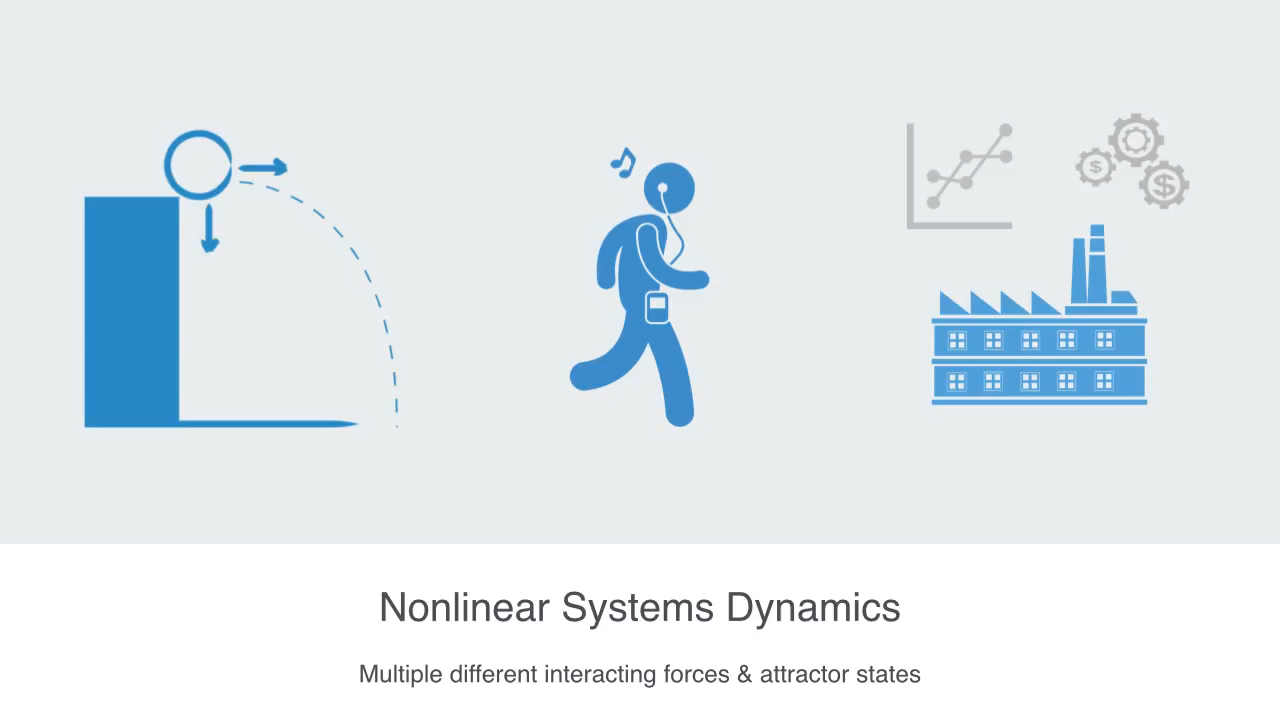 $
$
Nonlinear Systems Dynamics
Multiple different interacting forces & attractor states